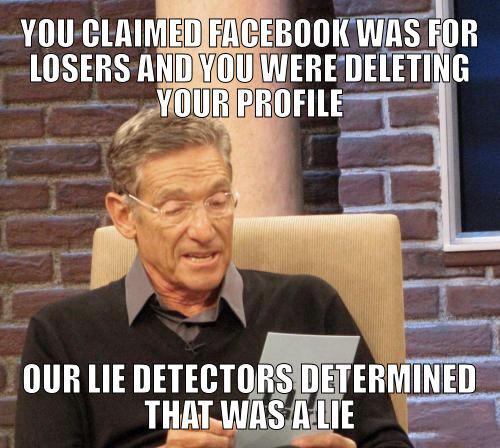 YOU CLAIMED FACEBOOK WAS FOR
LOSERS AND YOU WERE DELETING
YOUR PROFILE
OUR LIE DETECTORS DETERMINED
THAT WAS A LIE